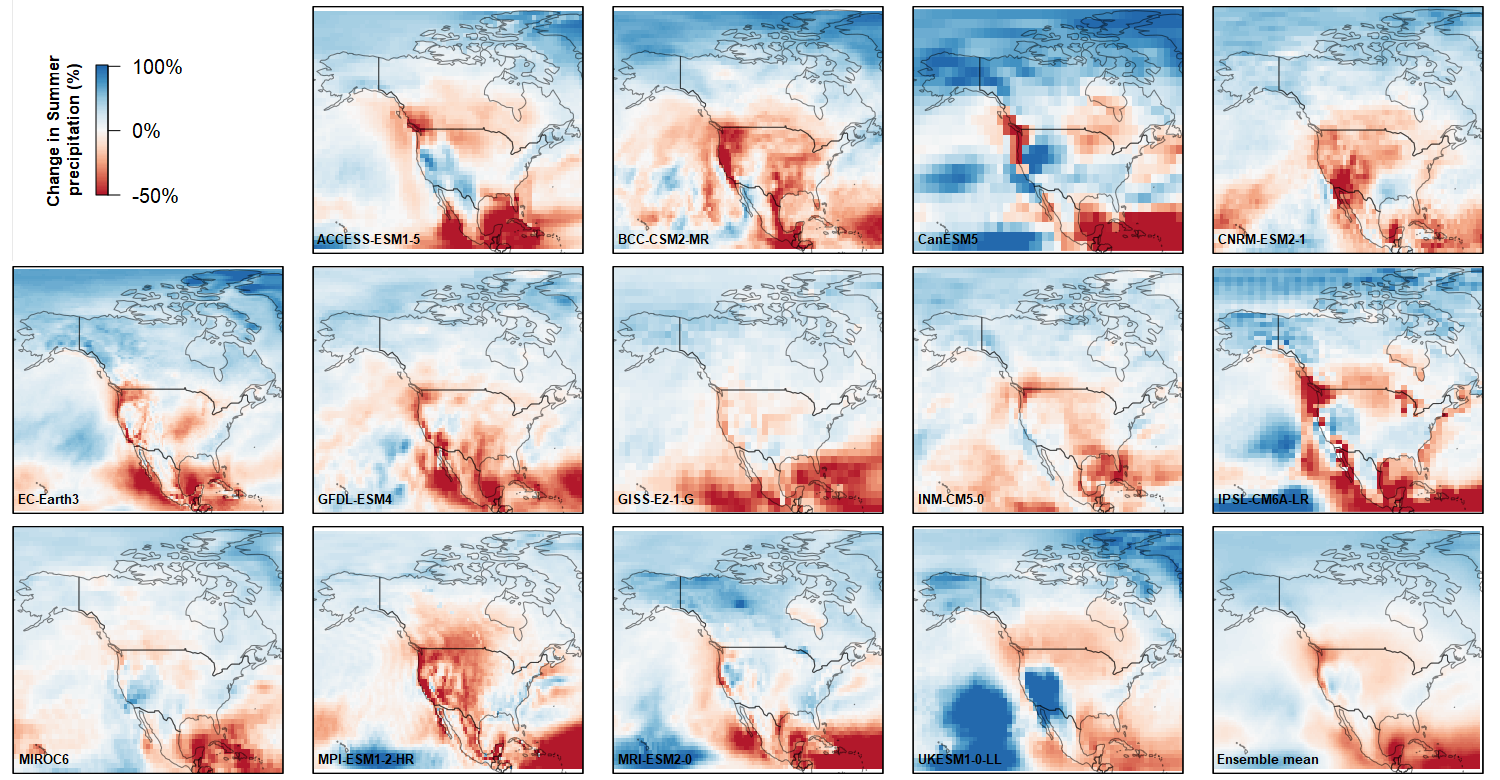 Change in Summer
precipitation (%)
100%
0%
-50%
ACCESS-ESM1-5
BCC-CSM2-MR
CanESM5
CNRM-ESM2-1
EC-Earth3
GFDL-ESM4
GISS-E2-1-G
INM-CM5-0
IPSL-CM6A-LR
MIROC6
MPI-ESM1-2-HR
MRI-ESM2-0
UKESM1-0-LL
Ensemble mean